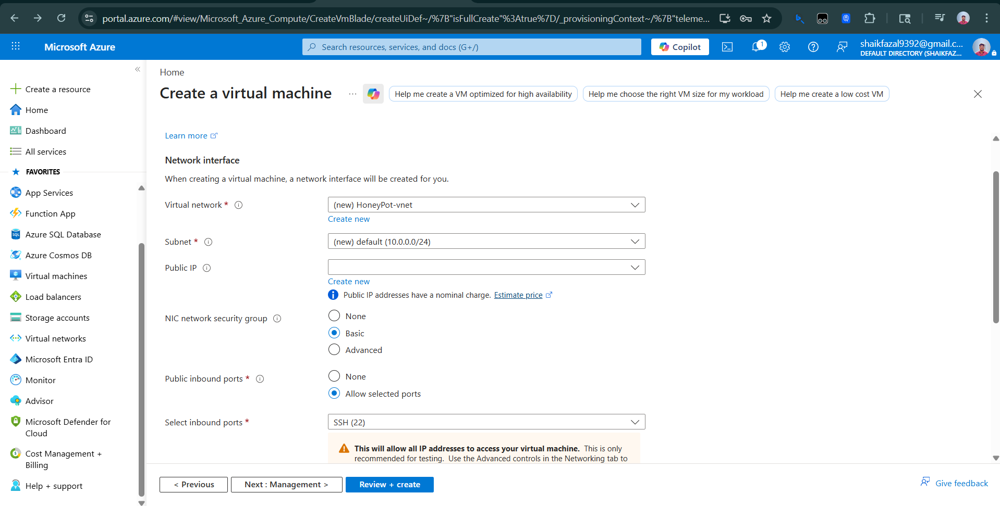 portal.azure.com/#view/Microsoft_Azure_Compute/CreateVmBlade/createUiDef~/%7B"isFullCreate"%3Atrue%7D/_provisioningContext~/%7B"teleme...
Microsoft Azure
Search resources, services, and docs (G+/)
Copilot
1
shaikfazal9392@gmail.c...
DEFAULT DIRECTORY (SHAIKFAZ...
Home
Create a virtual machine
...
Help me create a VM optimized for high availability
Help me choose the right VM size for my workload
Help me create a low cost VM
Create a resource
Home
Dashboard
All services
FAVORITES
App Services
Function App
Azure SQL Database
Azure Cosmos DB
Virtual machines
Load balancers
Storage accounts
Virtual networks
Microsoft Entra ID
Monitor
Advisor
Microsoft Defender for
Cloud
Cost Management +
Billing
Help + support
Learn more
Network interface
When creating a virtual machine, a network interface will be created for you.
Virtual network *
(new) HoneyPot-vnet
Create new
Subnet *
(new) default (10.0.0.0/24)
Public IP
Create new
Public IP addresses have a nominal charge. Estimate price
NIC network security group
None
Basic
Advanced
Public inbound ports *
None
Allow selected ports
Select inbound ports *
SSH (22)
This will allow all IP addresses to access your virtual machine. This is only
recommended for testing. Use the Advanced controls in the Networking tab to
< Previous
Next : Management >
Review + create
Give feedback